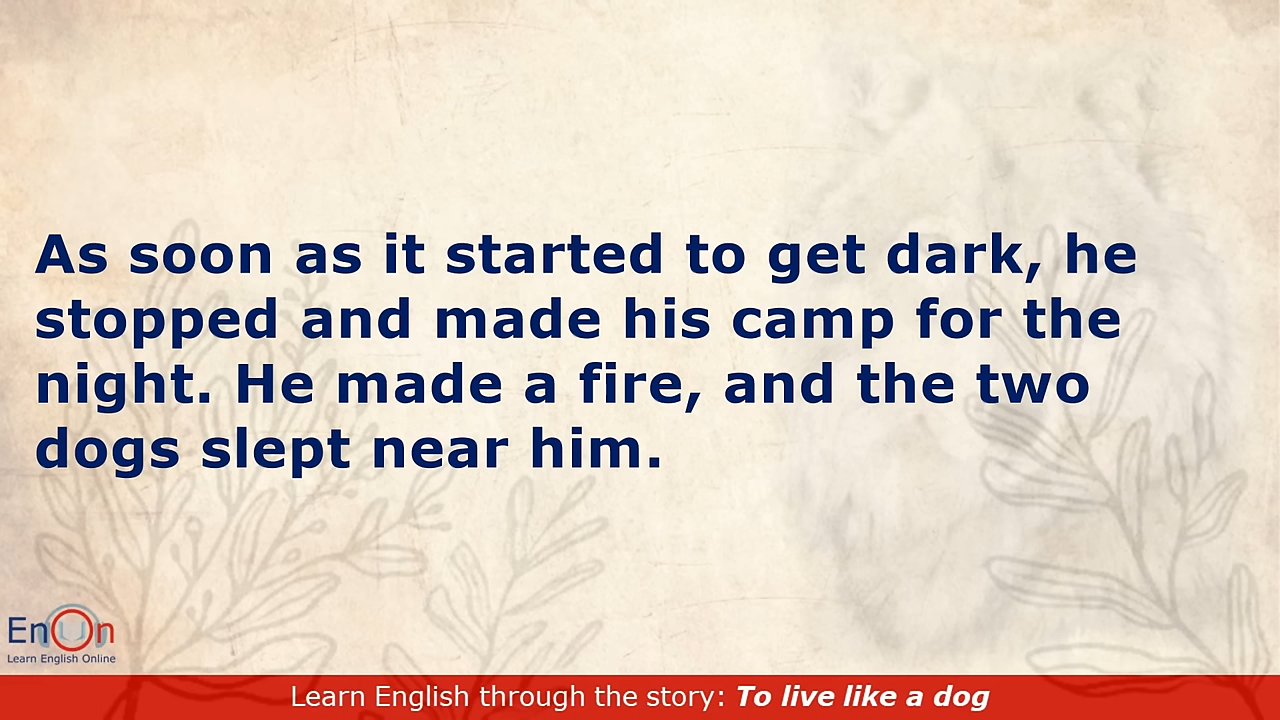 As soon as it started to get dark, he
stopped and made his camp for the
night. He made a fire, and the two
dogs slept near him.
EnOn
Learn English Online
Learn English through the story: To live like a dog